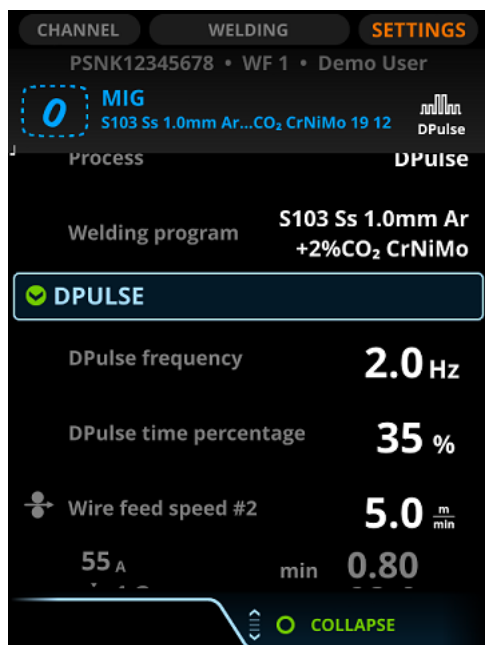 CHANNEL WELDING SETTINGS
PSNK12345678 • WF 1 • Demo User
0 MIG
S103 Ss 1.0mm Ar...CO₂ CrNiMo 19 12 DPulse
Process DPulse
Welding program S103 Ss 1.0mm Ar
+2%CO₂ CrNiMo
DPULSE
DPulse frequency 2.0 Hz
DPulse time percentage 35 %
Wire feed speed #2 5.0 m/min
55 A min 0.80
COLLAPSE